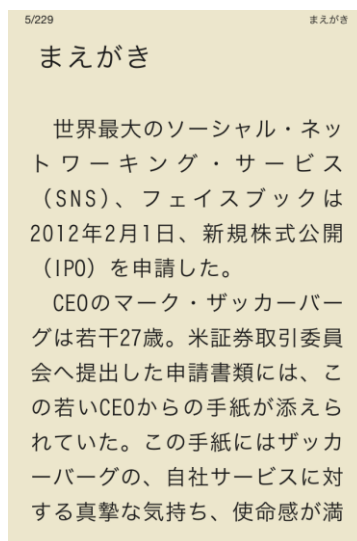 5/229
まえがき
まえがき
世界最大のソーシャル・ネッ
トワーキング・サービス
（SNS）、フェイスブックは
2012年2月1日、新規株式公開
（IPO）を申請した。
CEOのマーク・ザッカーバー
グは若干27歳。米証券取引委員
会へ提出した申請書類には、こ
の若いCEOからの手紙が添えら
れていた。この手紙にはザッカ
ーバーグの、自社サービスに対
する真摯な気持ち、使命感が満